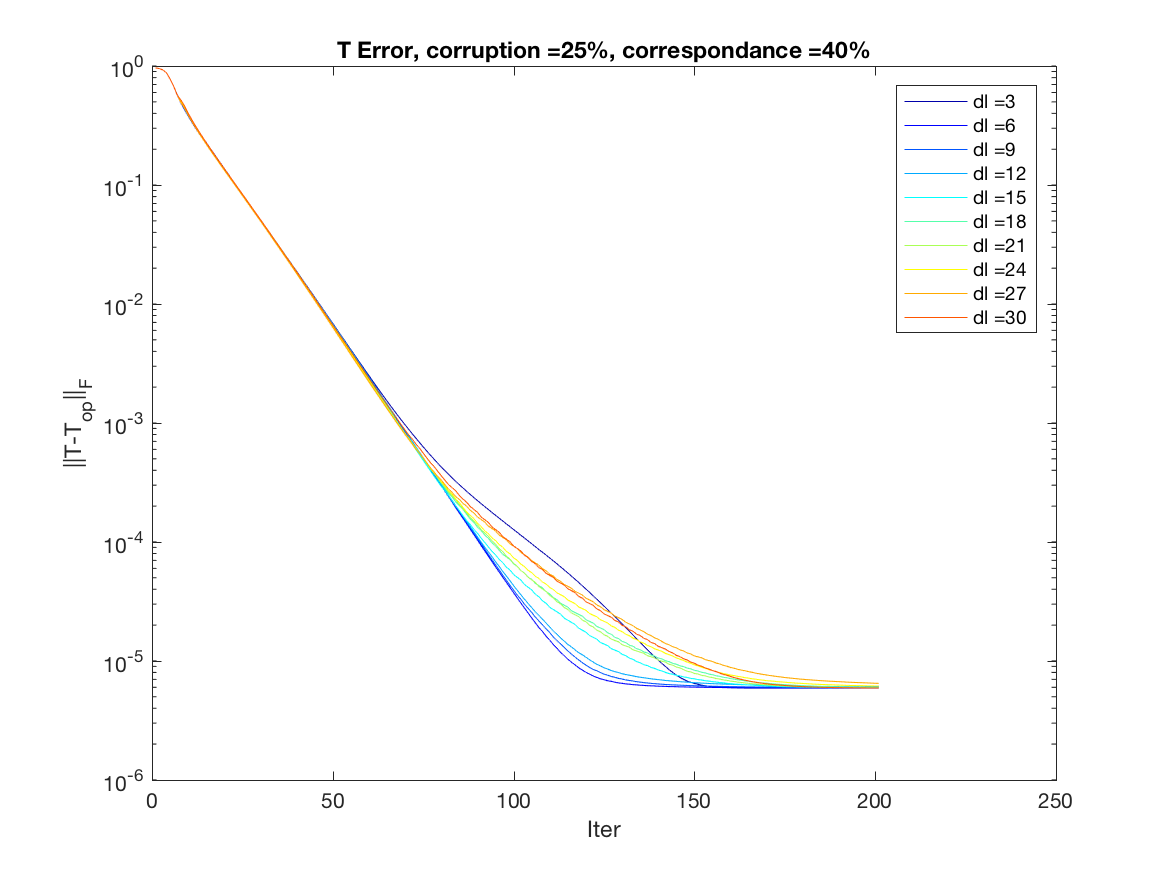 T Error, corruption =25%, correspondance =40%
10^0
10^-1
10^-2
10^-3
10^-4
10^-5
10^-6
||T-T_op||_F
0 50 100 150 200 250
Iter
dl =3
dl =6
dl =9
dl =12
dl =15
dl =18
dl =21
dl =24
dl =27
dl =30